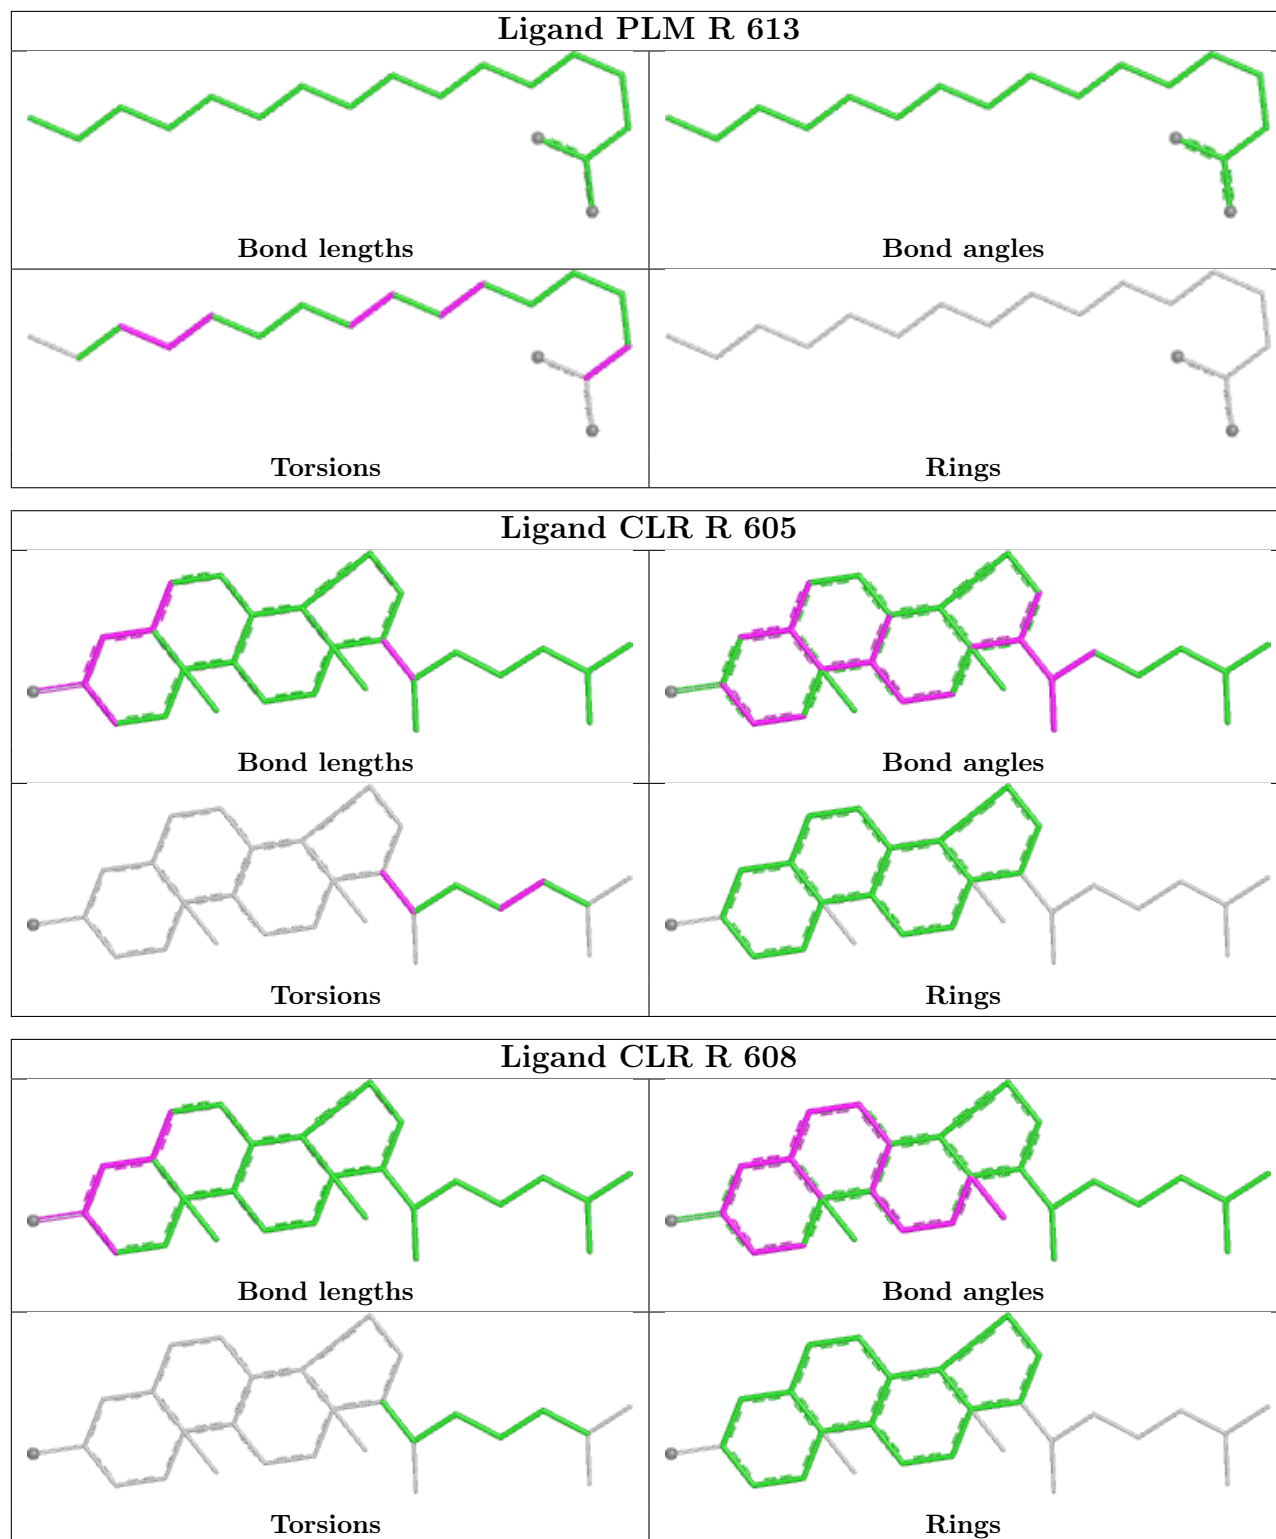 Ligand PLM R 613
Bond lengths
Bond angles
Torsions
Rings
Ligand CLR R 605
Bond lengths
Bond angles
Torsions
Rings
Ligand CLR R 608
Bond lengths
Bond angles
Torsions
Rings